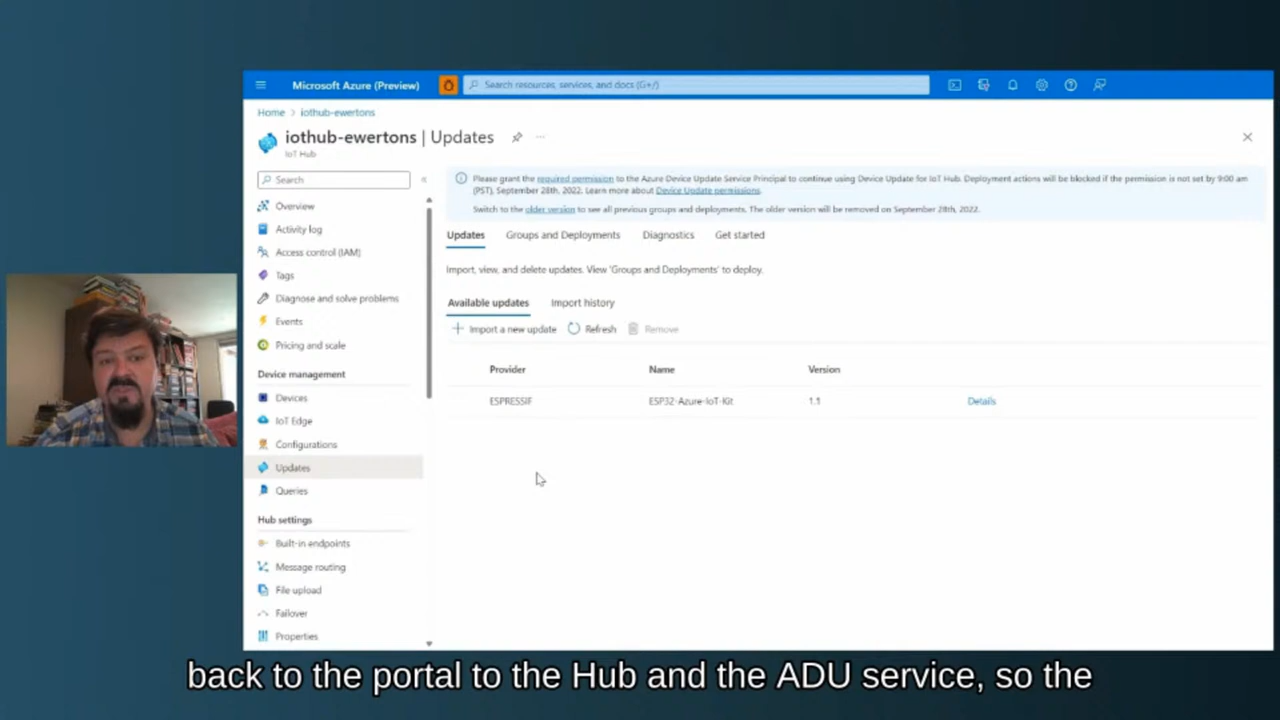 Microsoft Azure (Preview)
Search resources, services, and docs (G+/)
Home > iothub-ewertons
iothub-ewertons | Updates
IoT Hub
Search
Overview
Activity log
Access control (IAM)
Tags
Diagnose and solve problems
Events
Pricing and scale
Device management
Devices
IoT Edge
Configurations
Updates
Queries
Hub settings
Built-in endpoints
Message routing
File upload
Failover
Properties
Please grant the required permission to the Azure Device Update Service Principal to continue using Device Update for IoT Hub. Deployment actions will be blocked if the permission is not set by 9:00 am
(PST), September 28th, 2022. Learn more about Device Update permissions.
Switch to the older version to see all previous groups and deployments. The older version will be removed on September 28th, 2022.
Updates Groups and Deployments Diagnostics Get started
Import, view, and delete updates. View 'Groups and Deployments' to deploy.
Available updates Import history
Import a new update Refresh Remove
Provider Name Version
ESPRESSIF ESP32-Azure-IoT-Kit 1.1 Details
back to the portal to the Hub and the ADU service, so the